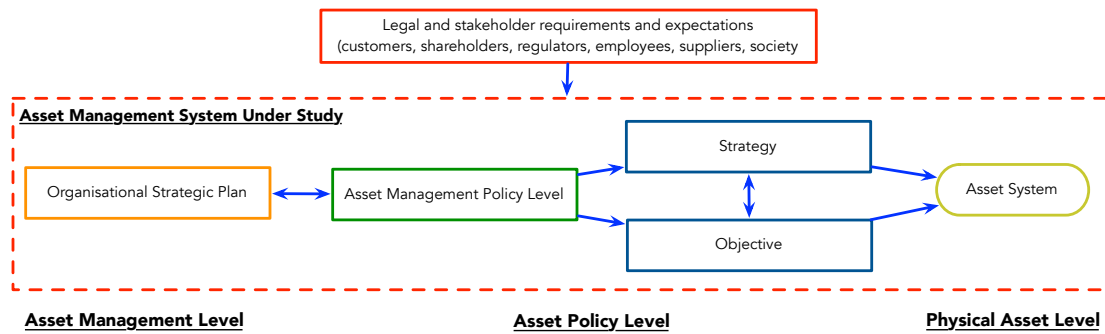 Legal and stakeholder requirements and expectations
(customers, shareholders, regulators, employees, suppliers, society
Asset Management System Under Study
Strategy
Organisational Strategic Plan
Asset Management Policy Level
Asset System
Objective
Asset Management Level
Asset Policy Level
Physical Asset Level